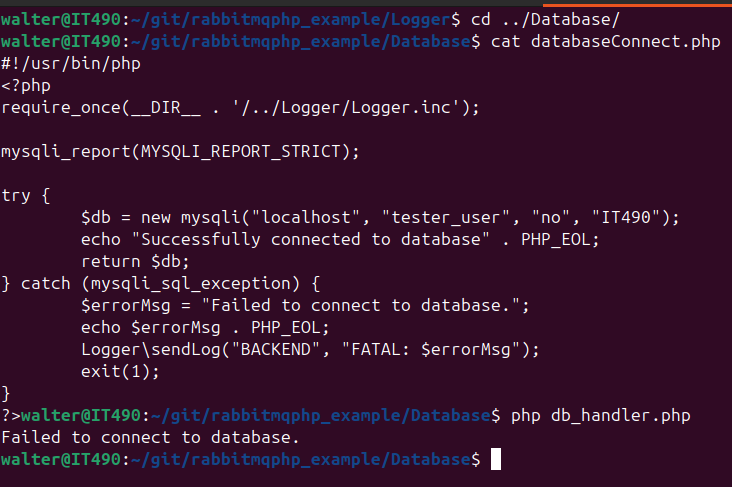 walter@IT490:~/git/rabbitmqphp_example/Logger$ cd ../Database/
walter@IT490:~/git/rabbitmqphp_example/Database$ cat databaseConnect.php
#!/usr/bin/php
<?php
require_once(__DIR__ . '/../Logger/Logger.inc');

mysqli_report(MYSQLI_REPORT_STRICT);

try {
        $db = new mysqli("localhost", "tester_user", "no", "IT490");
        echo "Successfully connected to database" . PHP_EOL;
        return $db;
} catch (mysqli_sql_exception) {
        $errorMsg = "Failed to connect to database.";
        echo $errorMsg . PHP_EOL;
        Logger\sendLog("BACKEND", "FATAL: $errorMsg");
        exit(1);
}
?>walter@IT490:~/git/rabbitmqphp_example/Database$ php db_handler.php
Failed to connect to database.
walter@IT490:~/git/rabbitmqphp_example/Database$